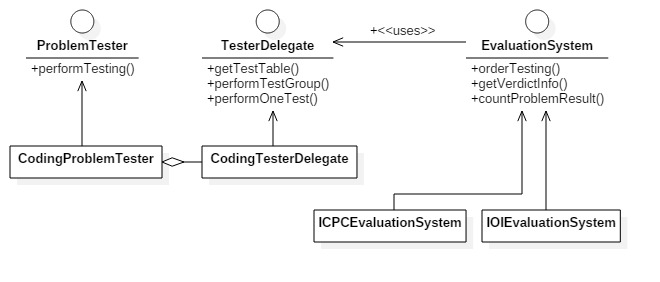 ProblemTester
+performTesting()
TesterDelegate
+getTestTable()
+performTestGroup()
+performOneTest()
+<<uses>>
EvaluationSystem
+orderTesting()
+getVerdictInfo()
+countProblemResult()
CodingProblemTester
CodingTesterDelegate
ICPCEvaluationSystem
IOIEvaluationSystem